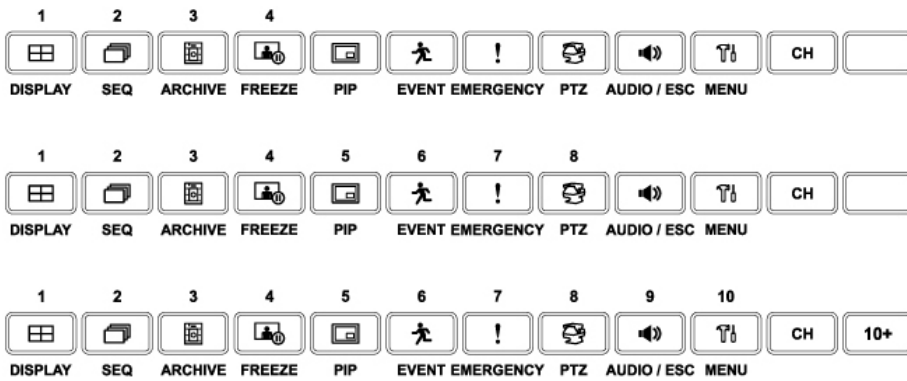 1 2 3 4
CH
DISPLAY SEQ ARCHIVE FREEZE PIP EVENT EMERGENCY PTZ AUDIO / ESC MENU
1 2 3 4 5 6 7 8
CH
DISPLAY SEQ ARCHIVE FREEZE PIP EVENT EMERGENCY PTZ AUDIO / ESC MENU
1 2 3 4 5 6 7 8 9 10
CH 10+
DISPLAY SEQ ARCHIVE FREEZE PIP EVENT EMERGENCY PTZ AUDIO / ESC MENU